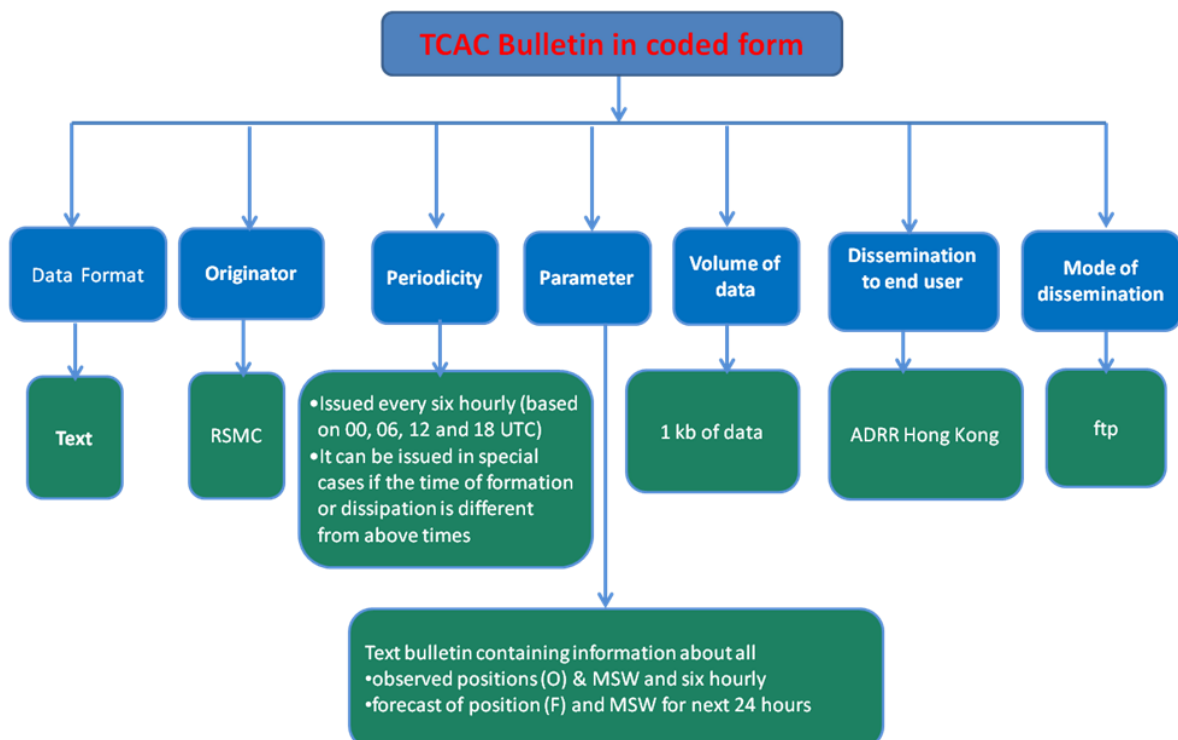 TCAC Bulletin in coded form
Data Format
Originator
Periodicity
Parameter
Volume of
data
Dissemination
to end user
Mode of
dissemination
Text
RSMC
•Issued every six hourly (based
on 00, 06, 12 and 18 UTC)
•It can be issued in special
cases if the time of formation
or dissipation is different
from above times
1 kb of data
ADRR Hong Kong
ftp
Text bulletin containing information about all
•observed positions (O) & MSW and six hourly
•forecast of position (F) and MSW for next 24 hours